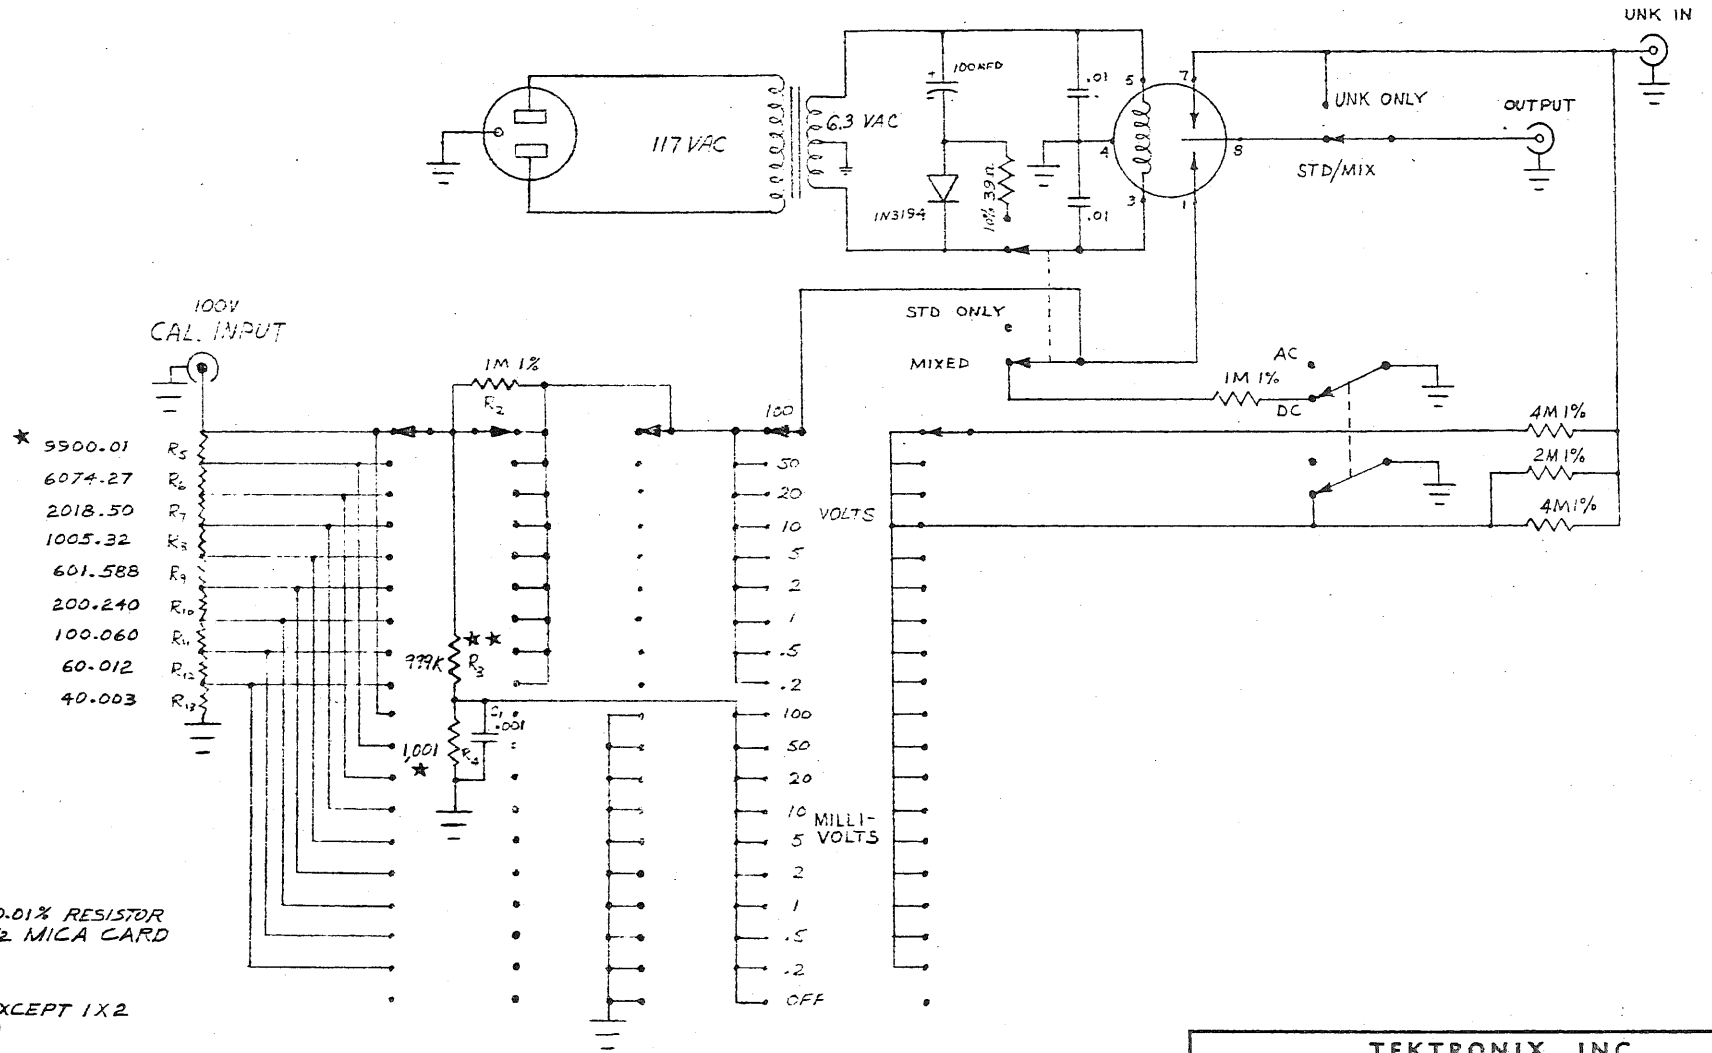 UNK IN
100MFD
+
-
.01
5
7
UNK ONLY
OUTPUT
6.3 VAC
117 VAC
4
8
STD/MIX
1N3194
10% 39Ω
3
.01
1
100V
CAL. INPUT
STD ONLY
MIXED
AC
1M 1%
DC
1M 1%
R2
100
4M 1%
★ 9900.01 R5
50
2M 1%
6074.27 R6
20
2018.50 R7
VOLTS
10
4M 1%
1005.32
5
601.588 R9
2
200.240 R10
1
100.060 R11
★ ★
999K R3
.5
60.012 R12
.2
40.003 R13
100
C1 .001
1,001 R4
★
50
20
10
MILLI-
VOLTS
5
2
1
0.01% RESISTOR
MICA CARD
.5
.2
OFF
XCEPT 1X2
TEKTRONIX, INC